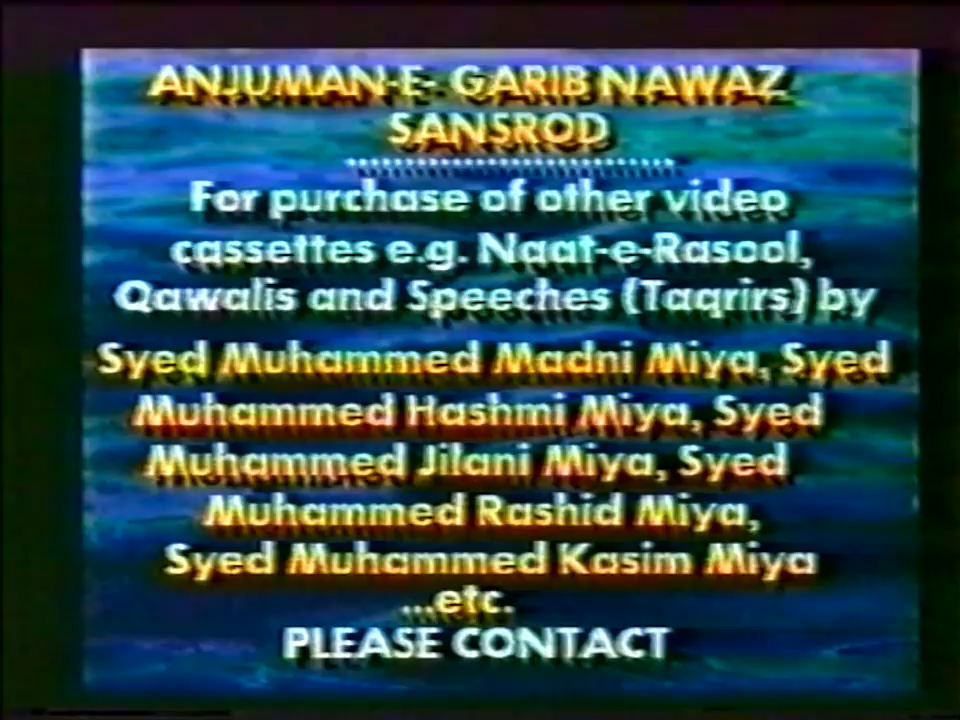 ANJUMAN-E- GARIB NAWAZ
SANSROD
For purchase of other video
cassettes e.g. Naat-e-Rasool,
Qawalis and Speeches (Taqrirs) by
Syed Muhammed Madni Miya, Syed
Muhammed Hashmi Miya, Syed
Muhammed Jilani Miya, Syed
Muhammed Rashid Miya,
Syed Muhammed Kasim Miya
...etc.
PLEASE CONTACT